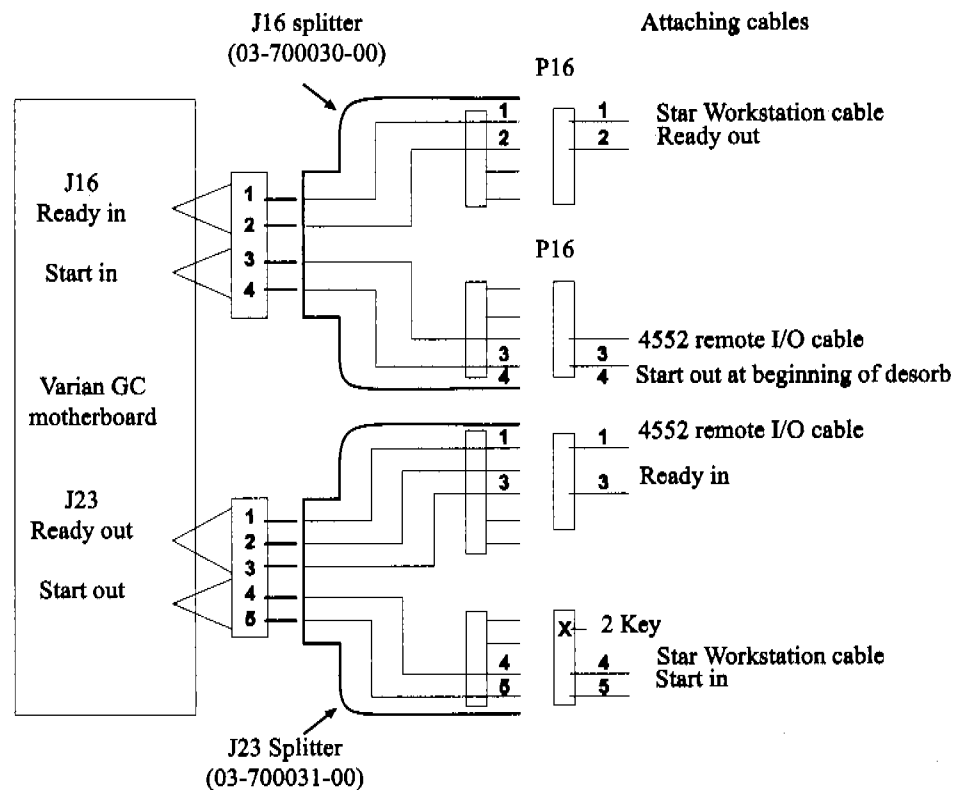 J16 splitter
(03-700030-00)
Attaching cables
P16
1
2
1
2
Star Workstation cable
Ready out
J16
Ready in
Start in
1
2
3
4
P16
3
4
3
4
4552 remote I/O cable
Start out at beginning of desorb
Varian GC
motherboard
1
3
1
3
4552 remote I/O cable
Ready in
J23
Ready out
Start out
1
2
3
4
5
X
2 Key
4
5
4
5
Star Workstation cable
Start in
J23 Splitter
(03-700031-00)